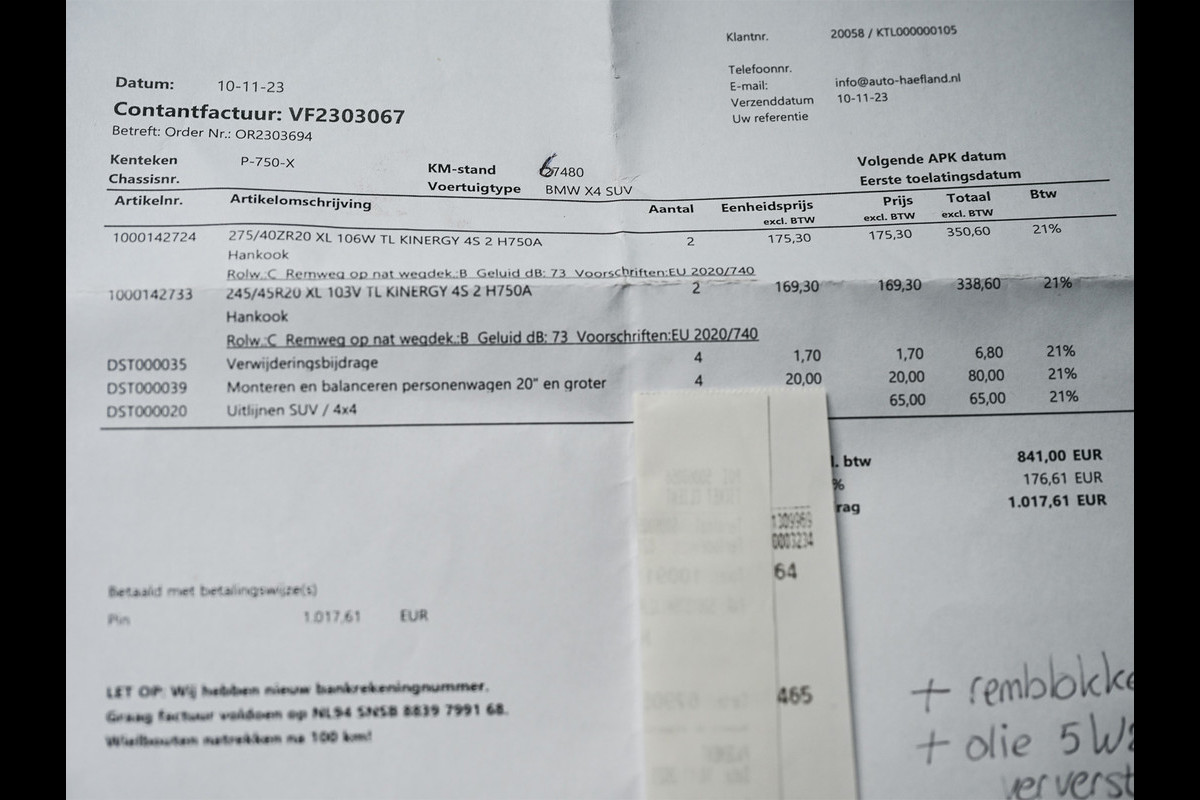 Klantnr. 20058 / KTL000000105
Telefoonnr.
E-mail: info@auto-haefland.nl
Verzenddatum 10-11-23
Uw referentie
Datum: 10-11-23
Contantfactuur: VF2303067
Betreft: Order Nr.: OR2303694
Kenteken P-750-X KM-stand 67480 Volgende APK datum
Chassisnr. Voertuigtype BMW X4 SUV Eerste toelatingsdatum
Artikelnr. Artikelomschrijving Aantal Eenheidsprijs Prijs Totaal Btw
excl. BTW excl. BTW excl. BTW
1000142724 275/40ZR20 XL 106W TL KINERGY 4S 2 H750A 2 175,30 175,30 350,60 21%
Hankook
Rolw.:C Remweg op nat wegdek.:B Geluid dB: 73 Voorschriften:EU 2020/740
1000142733 245/45R20 XL 103V TL KINERGY 4S 2 H750A 2 169,30 169,30 338,60 21%
Hankook
Rolw.:C Remweg op nat wegdek.:B Geluid dB: 73 Voorschriften:EU 2020/740
DST000035 Verwijderingsbijdrage 4 1,70 1,70 6,80 21%
DST000039 Monteren en balanceren personenwagen 20" en groter 4 20,00 20,00 80,00 21%
DST000020 Uitlijnen SUV / 4x4 65,00 65,00 21%
l. btw 841,00 EUR
% 176,61 EUR
rag 1.017,61 EUR
1309969
0003234
64
465
Betaald met betalingswijze(s)
Pin 1.017,61 EUR
LET OP: Wij hebben nieuw bankrekeningnummer.
Graag factuur voldoen op NL94 SNSB 8839 7991 68.
Wielbouten natrekken na 100 km!
+ remblokke
+ olie 5W
ververst